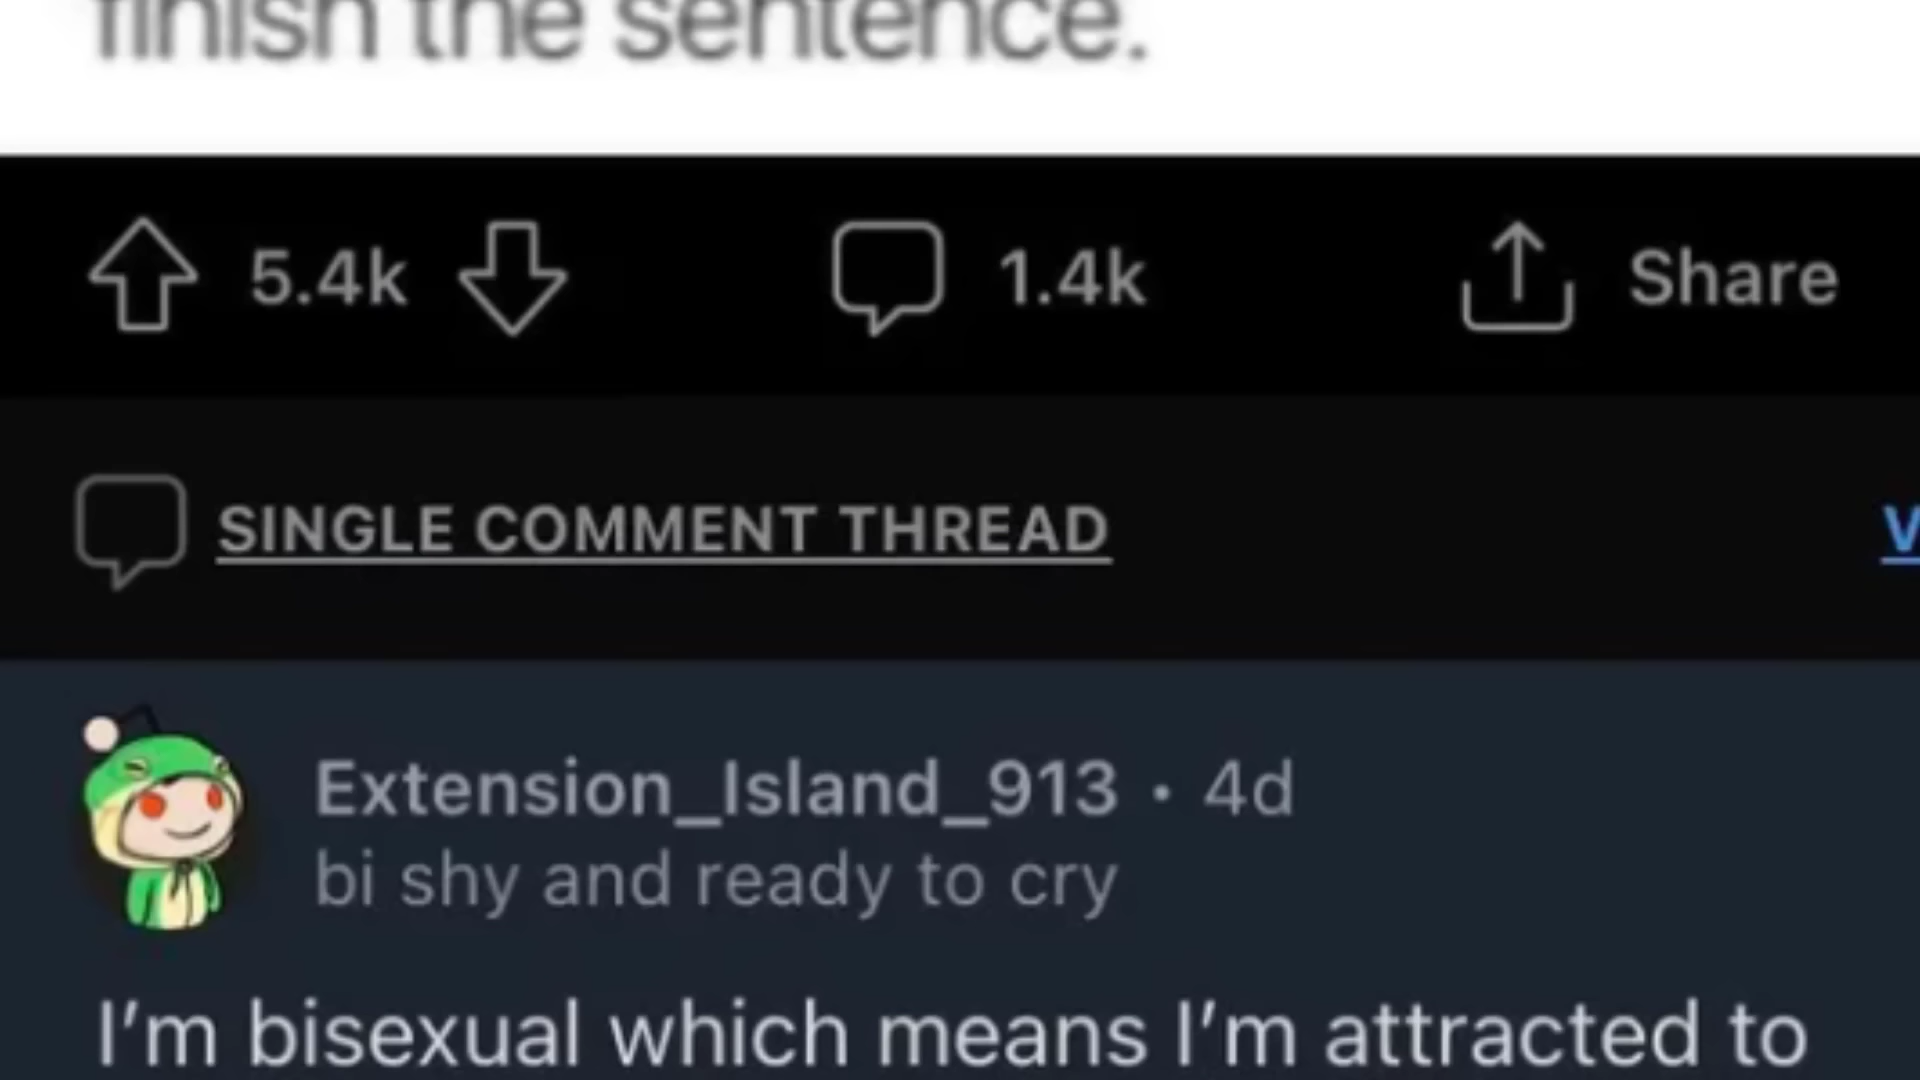 finish the sentence.
5.4k 1.4k Share
SINGLE COMMENT THREAD V
Extension_Island_913 • 4d
bi shy and ready to cry
I’m bisexual which means I’m attracted to